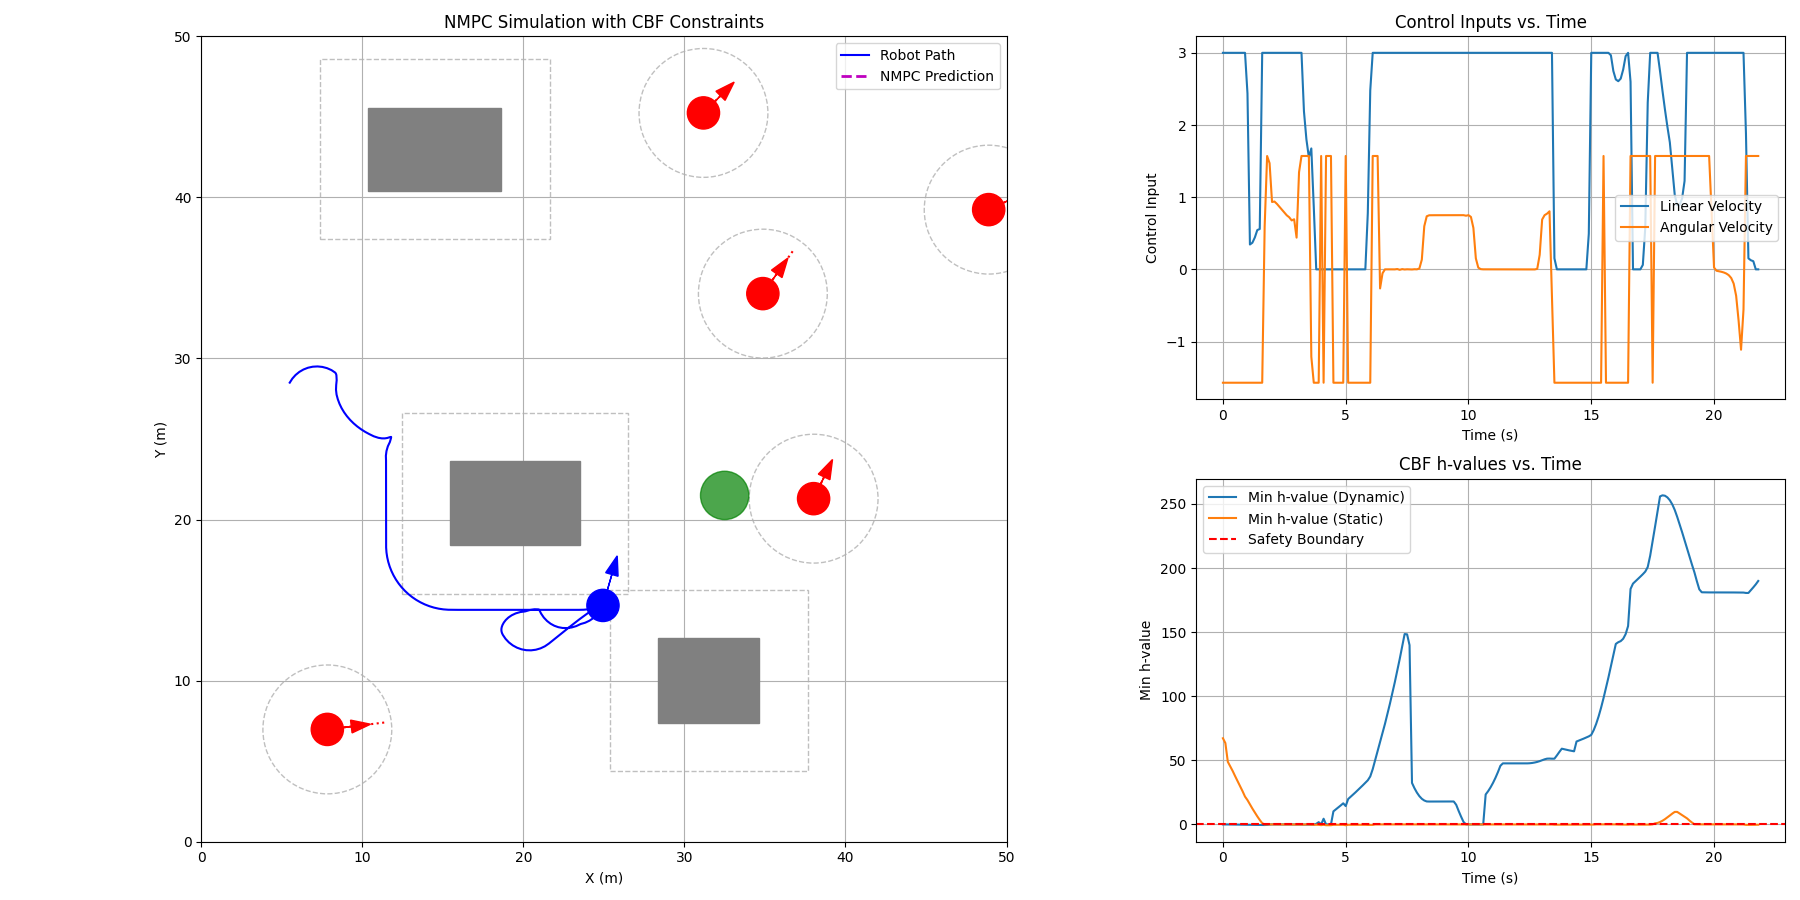 NMPC Simulation with CBF Constraints
50
40
30
20
10
0
Y (m)
0 10 20 30 40 50
X (m)
Robot Path
NMPC Prediction
Control Inputs vs. Time
3
2
1
0
−1
Control Input
0 5 10 15 20
Time (s)
Linear Velocity
Angular Velocity
CBF h-values vs. Time
250
200
150
100
50
0
Min h-value
0 5 10 15 20
Time (s)
Min h-value (Dynamic)
Min h-value (Static)
Safety Boundary